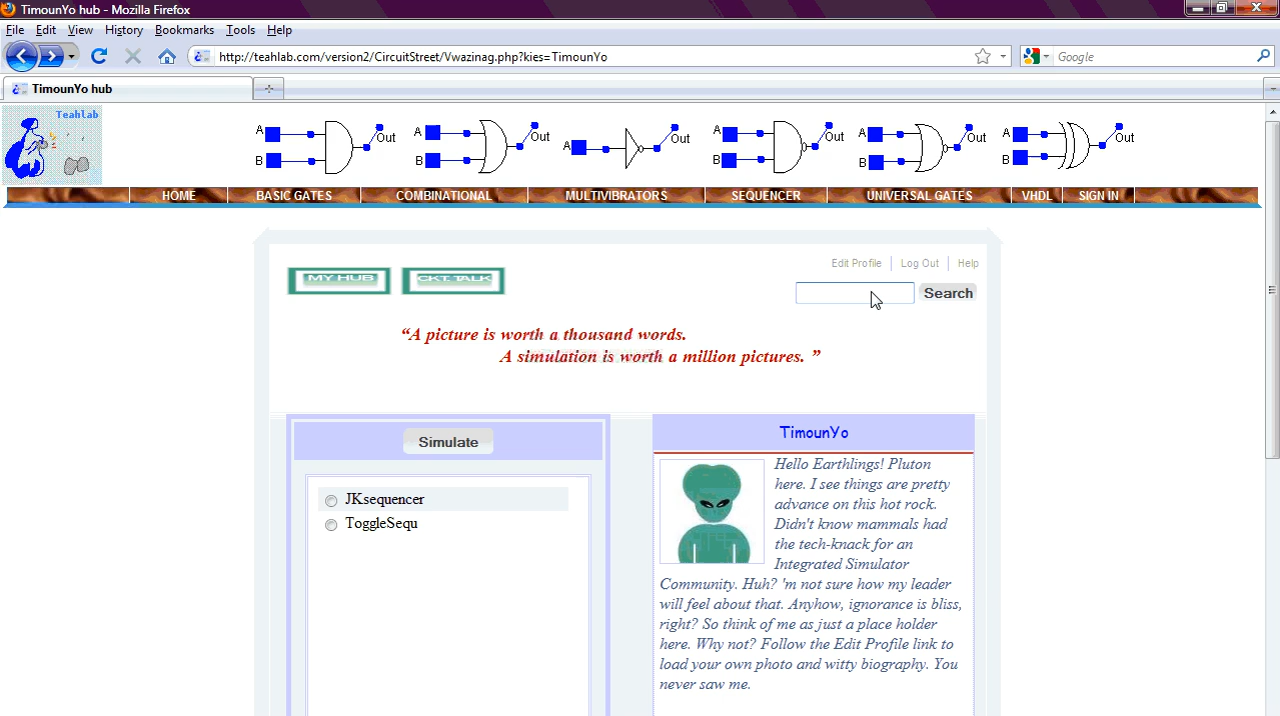 TimounYo hub - Mozilla Firefox
File Edit View History Bookmarks Tools Help
http://teahlab.com/version2/CircuitStreet/Vwazinag.php?kies=TimounYo
Google
TimounYo hub
Teahlab
A B Out A B Out A Out A B Out A B Out A B Out
HOME BASIC GATES COMBINATIONAL MULTIVIBRATORS SEQUENCER UNIVERSAL GATES VHDL SIGN IN
Edit Profile Log Out Help
MY HUB CKT TALK
Search
“A picture is worth a thousand words.
A simulation is worth a million pictures. ”
Simulate
JKsequencer
ToggleSequ
TimounYo
Hello Earthlings! Pluton
here. I see things are pretty
advance on this hot rock.
Didn't know mammals had
the tech-knack for an
Integrated Simulator
Community. Huh? 'm not sure how my leader
will feel about that. Anyhow, ignorance is bliss,
right? So think of me as just a place holder
here. Why not? Follow the Edit Profile link to
load your own photo and witty biography. You
never saw me.